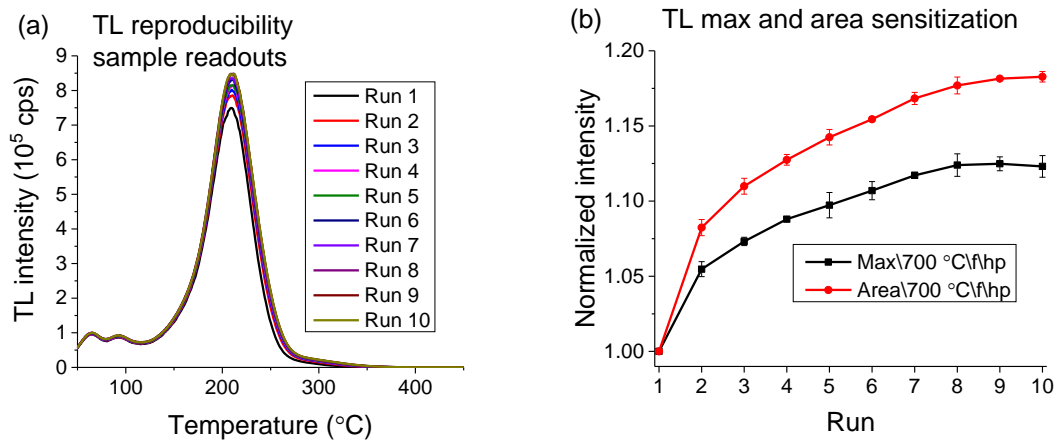 (a) TL reproducibility
sample readouts
TL intensity (10⁵ cps)
9
8
7
6
5
4
3
2
1
0
100 200 300 400
Temperature (°C)
Run 1
Run 2
Run 3
Run 4
Run 5
Run 6
Run 7
Run 8
Run 9
Run 10
(b) TL max and area sensitization
Normalized intensity
1.20
1.15
1.10
1.05
1.00
1 2 3 4 5 6 7 8 9 10
Run
Max\700 °C\f\hp
Area\700 °C\f\hp